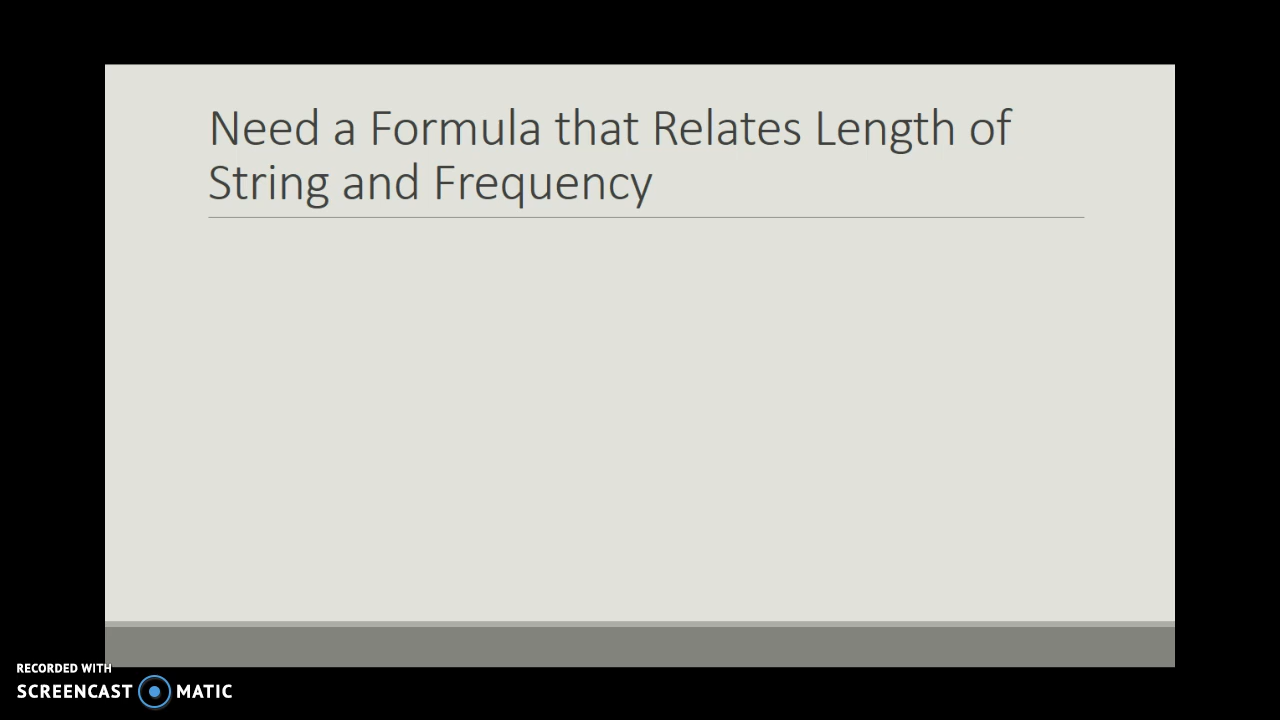 Need a Formula that Relates Length of
String and Frequency
RECORDED WITH
SCREENCAST MATIC